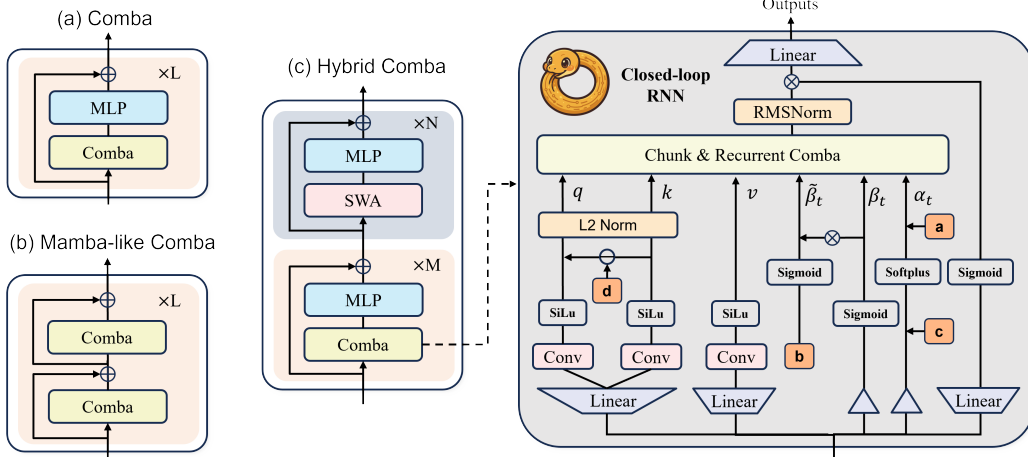 (a) Comba
×L
MLP
Comba
(b) Mamba-like Comba
×L
Comba
Comba
(c) Hybrid Comba
×N
MLP
SWA
×M
MLP
Comba
Outputs
Linear
Closed-loop
RNN
RMSNorm
Chunk & Recurrent Comba
q k v β̃t βt αt
a
L2 Norm
d
Sigmoid Softplus Sigmoid
SiLu SiLu SiLu Sigmoid
c
Conv Conv Conv b
Linear Linear Linear